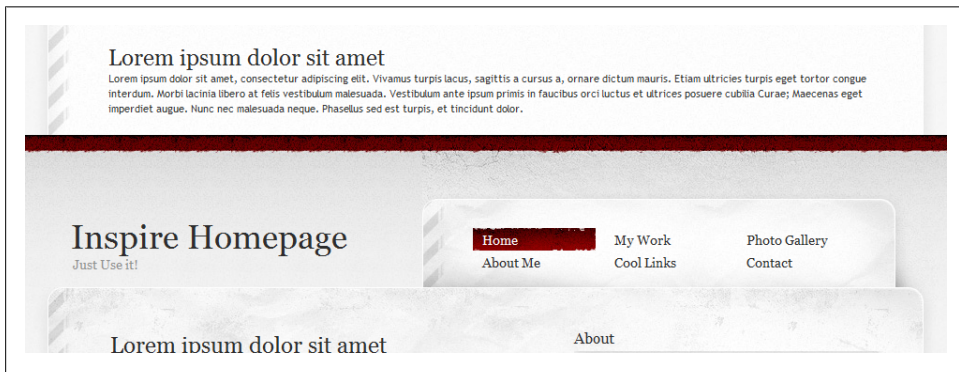 Lorem ipsum dolor sit amet
Lorem ipsum dolor sit amet, consectetur adipiscing elit. Vivamus turpis lacus, sagittis a cursus a, ornare dictum mauris. Etiam ultricies turpis eget tortor congue
interdum. Morbi lacinia libero at felis vestibulum malesuada. Vestibulum ante ipsum primis in faucibus orci luctus et ultrices posuere cubilia Curae; Maecenas eget
imperdiet augue. Nunc nec malesuada neque. Phasellus sed est turpis, et tincidunt dolor.
Inspire Homepage
Just Use it!
Home My Work Photo Gallery
About Me Cool Links Contact
Lorem ipsum dolor sit amet
About